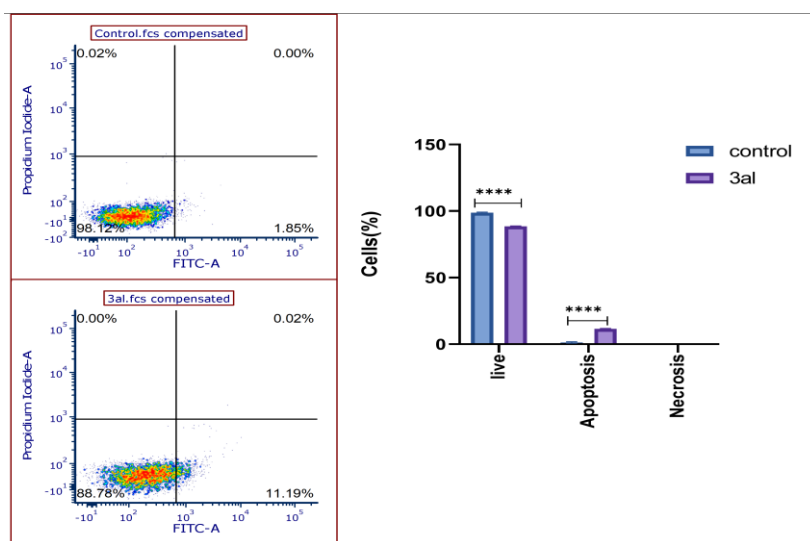 Control.fcs compensated
0.02%
0.00%
Propidium Iodide-A
10^5
10^4
10^3
10^2
10^1
-10^1
-10^2
98.12%
1.85%
-10^1 10^2 10^3 10^4 10^5
FITC-A
3al.fcs compensated
0.00%
0.02%
Propidium Iodide-A
10^5
10^4
10^3
10^2
-10^1
88.78%
11.19%
-10^1 10^2 10^3 10^4 10^5
FITC-A
Cells(%)
150
100
50
0
****
****
live
Apoptosis
Necrosis
control
3al